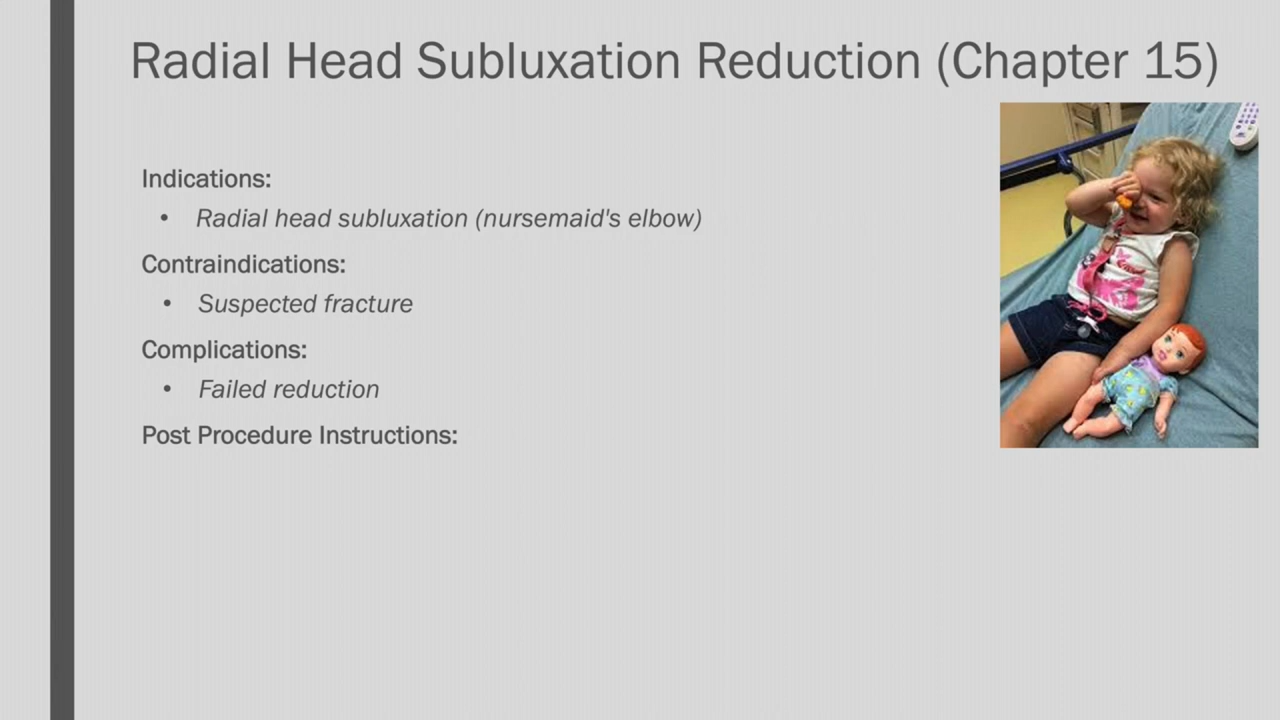 Radial Head Subluxation Reduction (Chapter 15)
Indications:
• Radial head subluxation (nursemaid's elbow)
Contraindications:
• Suspected fracture
Complications:
• Failed reduction
Post Procedure Instructions: